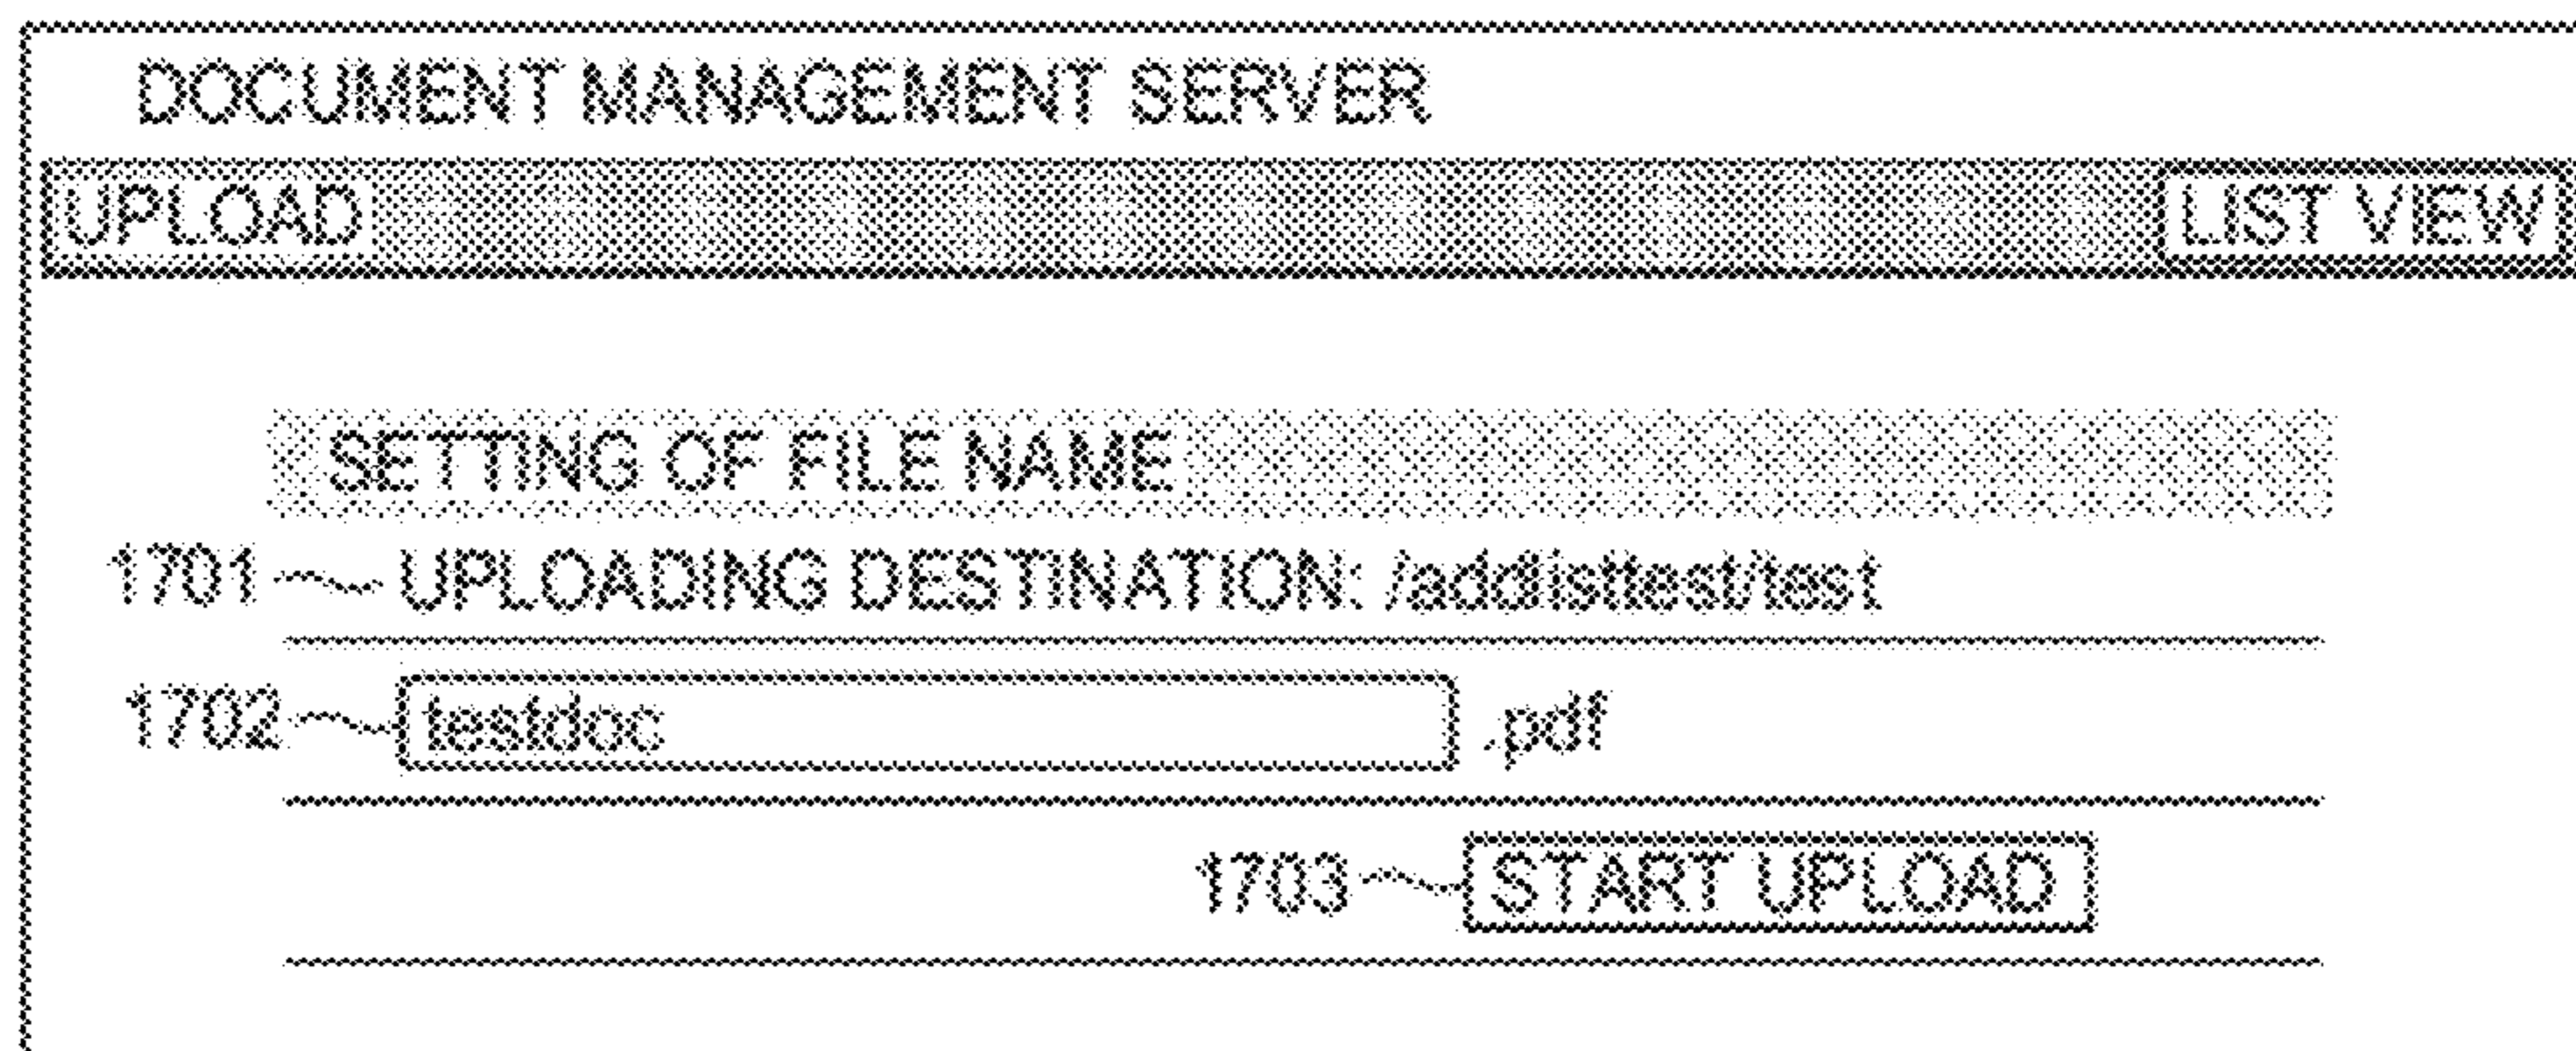 DOCUMENT MANAGEMENT SERVER
UPLOAD LIST VIEW
SETTING OF FILE NAME
1701 UPLOADING DESTINATION: /addlisttest/test
1702 testdoc .pdf
1703 START UPLOAD